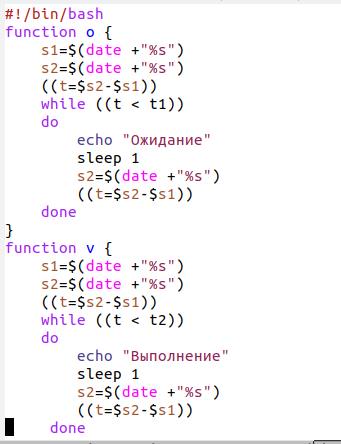 #!/bin/bash
function o {
    s1=$(date +"%s")
    s2=$(date +"%s")
    ((t=$s2-$s1))
    while ((t < t1))
    do
        echo "Ожидание"
        sleep 1
        s2=$(date +"%s")
        ((t=$s2-$s1))
    done
}
function v {
    s1=$(date +"%s")
    s2=$(date +"%s")
    ((t=$s2-$s1))
    while ((t < t2))
    do
        echo "Выполнение"
        sleep 1
        s2=$(date +"%s")
        ((t=$s2-$s1))
     done